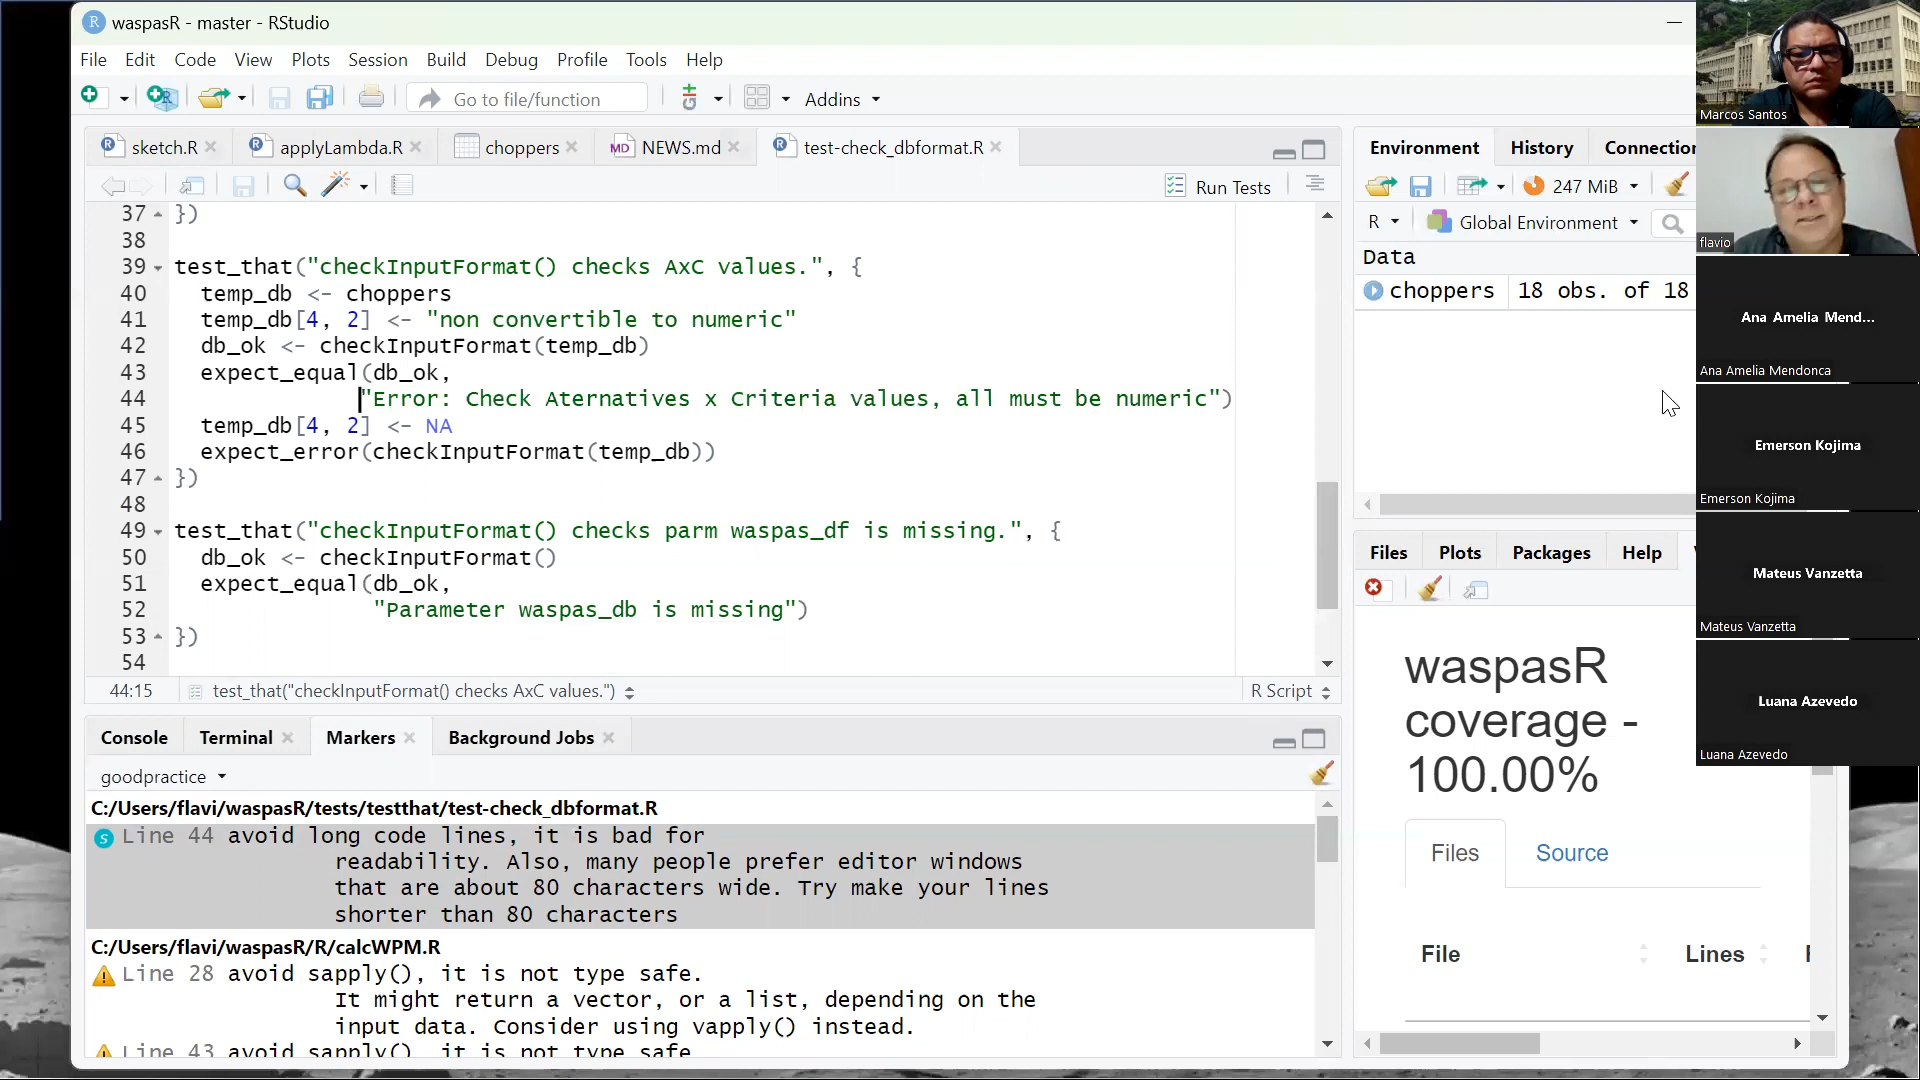 waspasR - master - RStudio
File Edit Code View Plots Session Build Debug Profile Tools Help
Go to file/function
Addins
sketch.R
applyLambda.R
choppers
NEWS.md
test-check_dbformat.R
Run Tests
37 })
38
39 test_that("checkInputFormat() checks AxC values.", {
40 temp_db <- choppers
41 temp_db[4, 2] <- "non convertible to numeric"
42 db_ok <- checkInputFormat(temp_db)
43 expect_equal(db_ok,
44 "Error: Check Aternatives x Criteria values, all must be numeric")
45 temp_db[4, 2] <- NA
46 expect_error(checkInputFormat(temp_db))
47 })
48
49 test_that("checkInputFormat() checks parm waspas_df is missing.", {
50 db_ok <- checkInputFormat()
51 expect_equal(db_ok,
52 "Parameter waspas_db is missing")
53 })
54
44:15 test_that("checkInputFormat() checks AxC values.")
R Script
Console Terminal Markers Background Jobs
goodpractice
C:/Users/flavi/waspasR/tests/testthat/test-check_dbformat.R
S Line 44 avoid long code lines, it is bad for
readability. Also, many people prefer editor windows
that are about 80 characters wide. Try make your lines
shorter than 80 characters
C:/Users/flavi/waspasR/R/calcWPM.R
Line 28 avoid sapply(), it is not type safe.
It might return a vector, or a list, depending on the
input data. Consider using vapply() instead.
Line 43 avoid sapply(), it is not type safe.
Environment History Connection
247 MiB
R Global Environment
Data
choppers 18 obs. of 18
Files Plots Packages Help
waspasR
coverage -
100.00%
Files Source
File Lines
Marcos Santos
flavio
Ana Amelia Mend...
Ana Amelia Mendonca
Emerson Kojima
Emerson Kojima
Mateus Vanzetta
Mateus Vanzetta
Luana Azevedo
Luana Azevedo